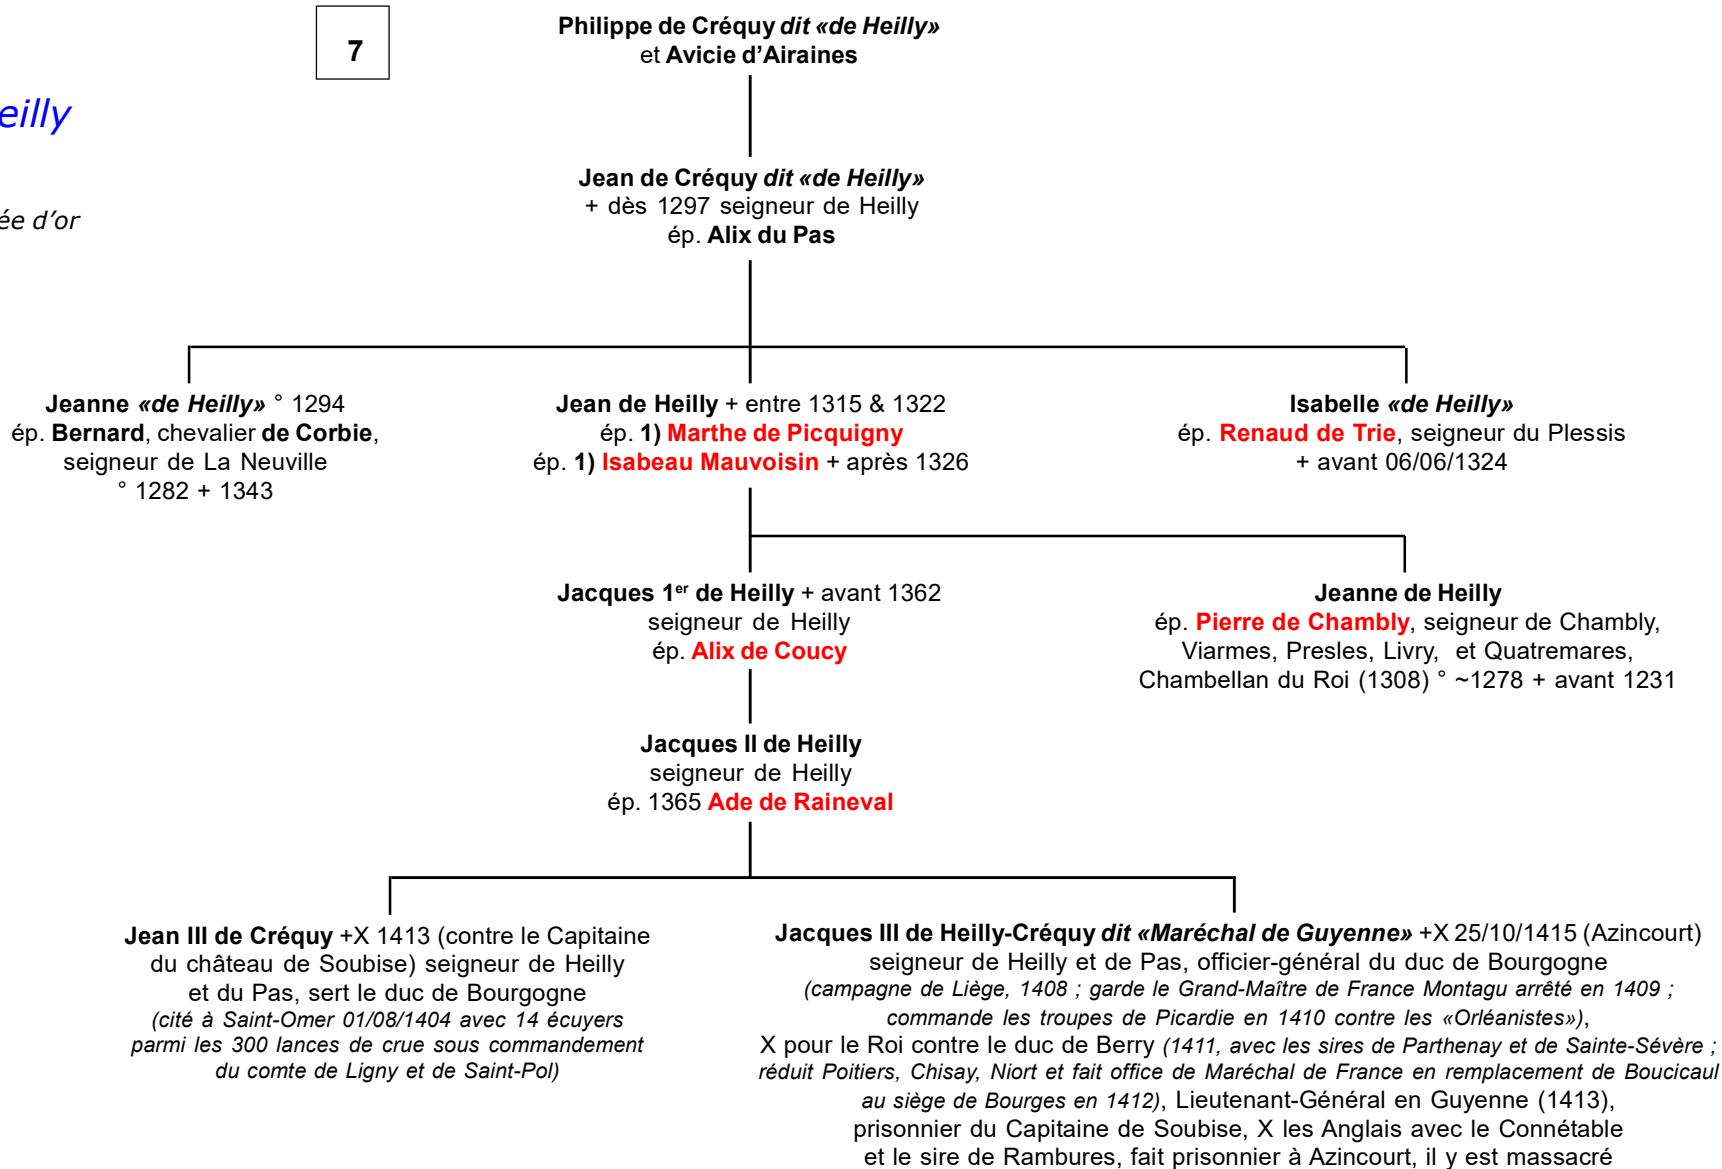 7
Philippe de Créquy dit «de Heilly»
et Avicie d'Airaines
eilly
ée d'or
Jean de Créquy dit «de Heilly»
+ dès 1297 seigneur de Heilly
ép. Alix du Pas
Jeanne «de Heilly» ° 1294
ép. Bernard, chevalier de Corbie,
seigneur de La Neuville
° 1282 + 1343
Jean de Heilly + entre 1315 & 1322
ép. 1) Marthe de Picquigny
ép. 1) Isabeau Mauvoisin + après 1326
Isabelle «de Heilly»
ép. Renaud de Trie, seigneur du Plessis
+ avant 06/06/1324
Jacques 1er de Heilly + avant 1362
seigneur de Heilly
ép. Alix de Coucy
Jeanne de Heilly
ép. Pierre de Chambly, seigneur de Chambly,
Viarmes, Presles, Livry, et Quatremares,
Chambellan du Roi (1308) ° ~1278 + avant 1231
Jacques II de Heilly
seigneur de Heilly
ép. 1365 Ade de Raineval
Jean III de Créquy +X 1413 (contre le Capitaine
du château de Soubise) seigneur de Heilly
et du Pas, sert le duc de Bourgogne
(cité à Saint-Omer 01/08/1404 avec 14 écuyers
parmi les 300 lances de crue sous commandement
du comte de Ligny et de Saint-Pol)
Jacques III de Heilly-Créquy dit «Maréchal de Guyenne» +X 25/10/1415 (Azincourt)
seigneur de Heilly et de Pas, officier-général du duc de Bourgogne
(campagne de Liège, 1408 ; garde le Grand-Maître de France Montagu arrêté en 1409 ;
commande les troupes de Picardie en 1410 contre les «Orléanistes»),
X pour le Roi contre le duc de Berry (1411, avec les sires de Parthenay et de Sainte-Sévère ;
réduit Poitiers, Chisay, Niort et fait office de Maréchal de France en remplacement de Boucicaul
au siège de Bourges en 1412), Lieutenant-Général en Guyenne (1413),
prisonnier du Capitaine de Soubise, X les Anglais avec le Connétable
et le sire de Rambures, fait prisonnier à Azincourt, il y est massacré